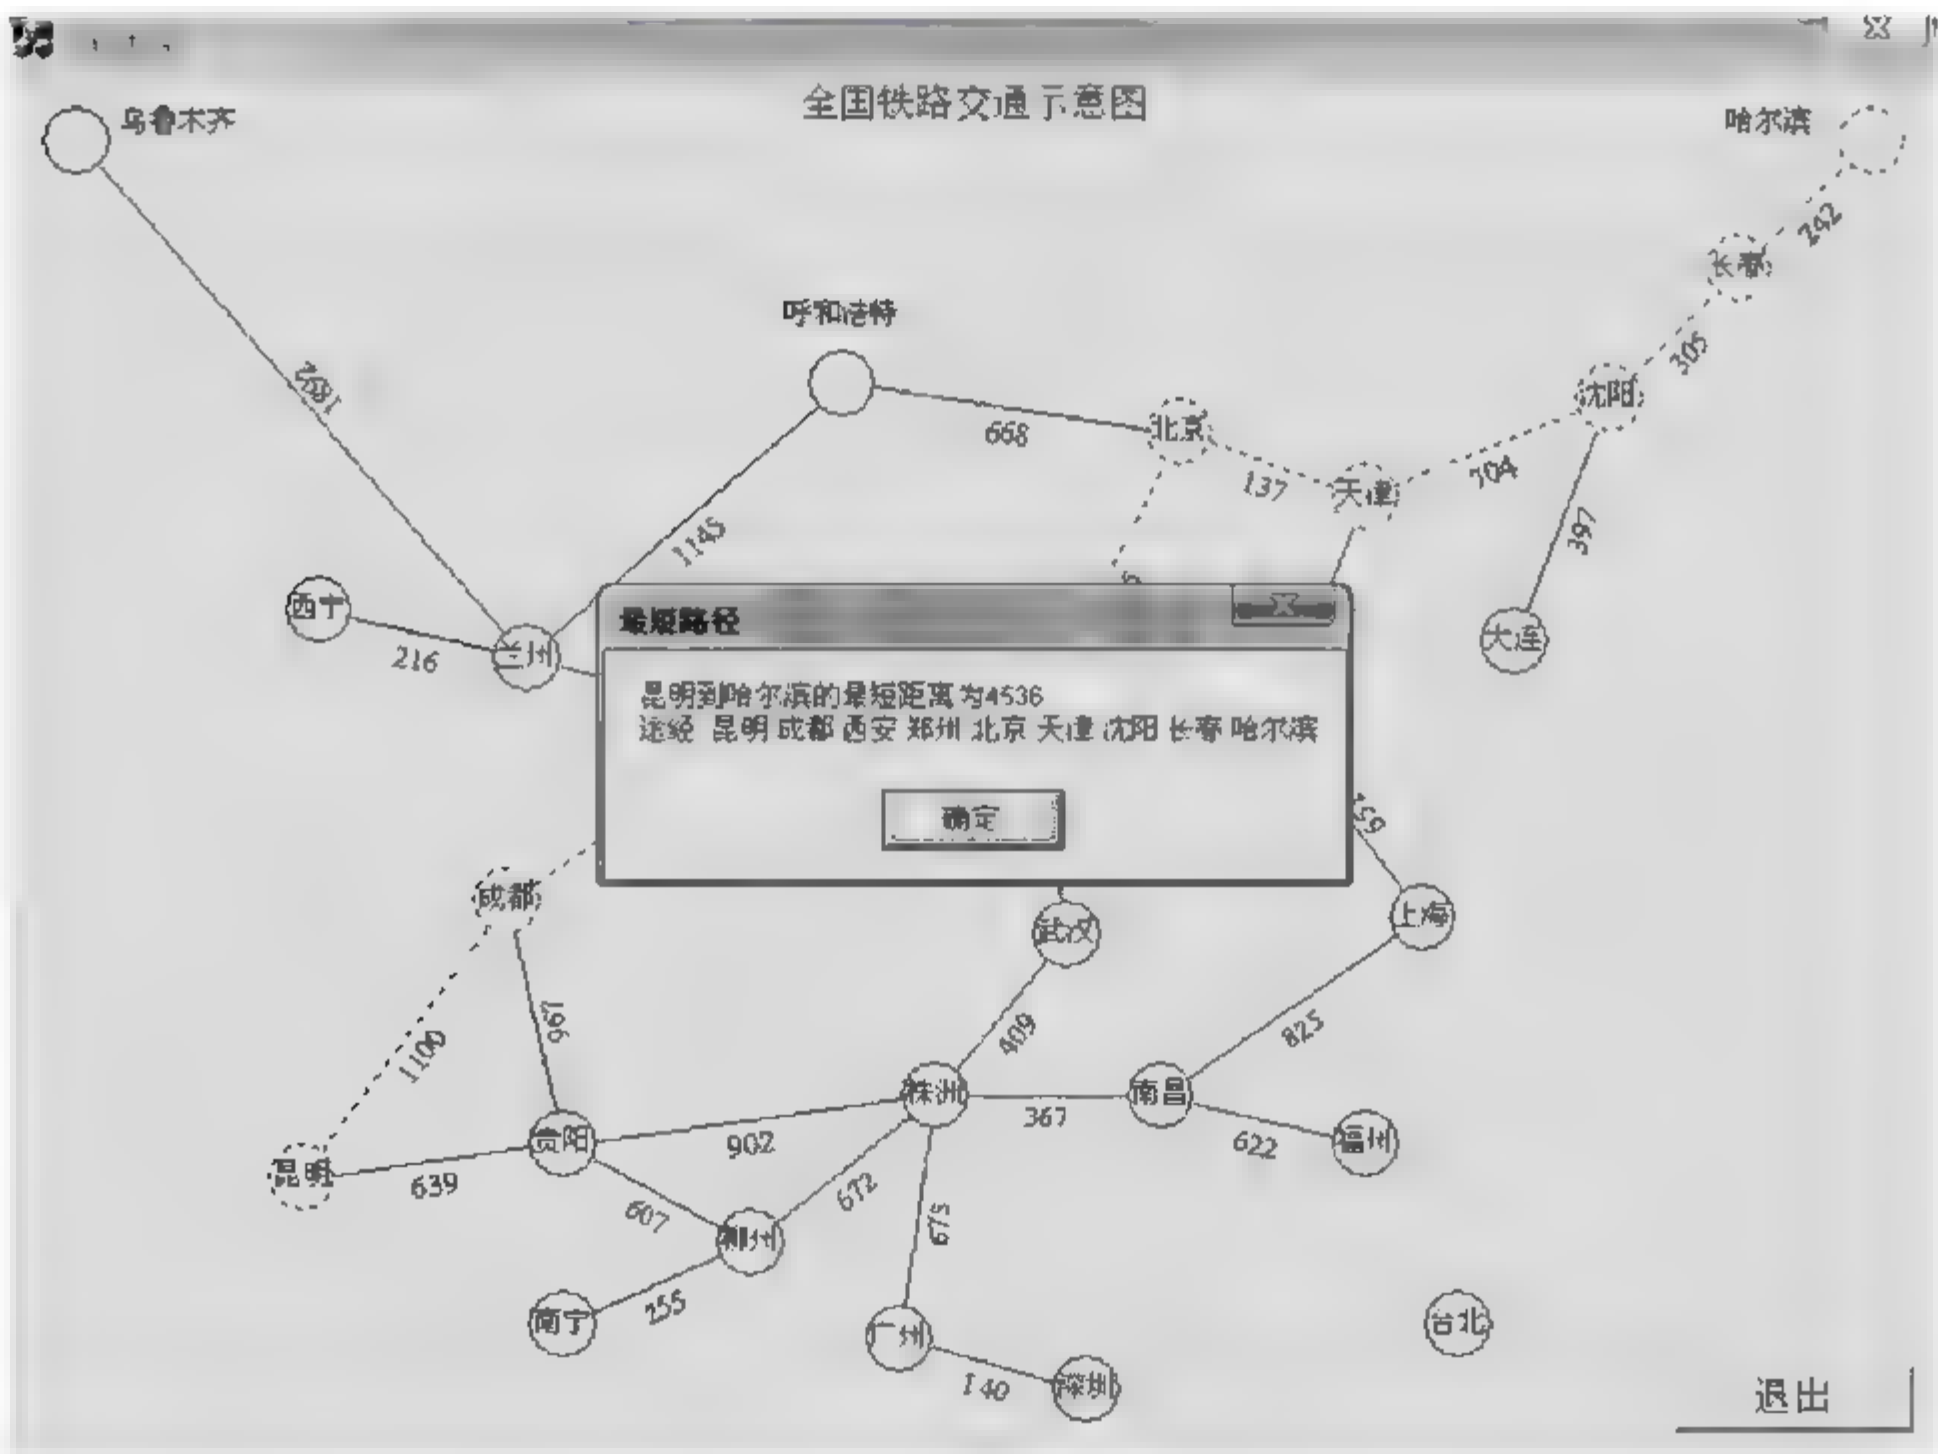 全国铁路交通示意图
乌鲁木齐
哈尔滨
242
长春
呼和浩特
305
1892
沈阳
668
北京
137
天津
704
397
1145
西宁
216
兰州
大连
最短路径
昆明到哈尔滨的最短距离为4536
途经 昆明 成都 西安 郑州 北京 天津 沈阳 长春 哈尔滨
确定
651
成都
武汉
上海
967
1100
409
825
株洲
367
南昌
贵阳
902
622
福州
昆明
639
607
672
675
柳州
南宁
255
广州
140
深圳
台北
退出